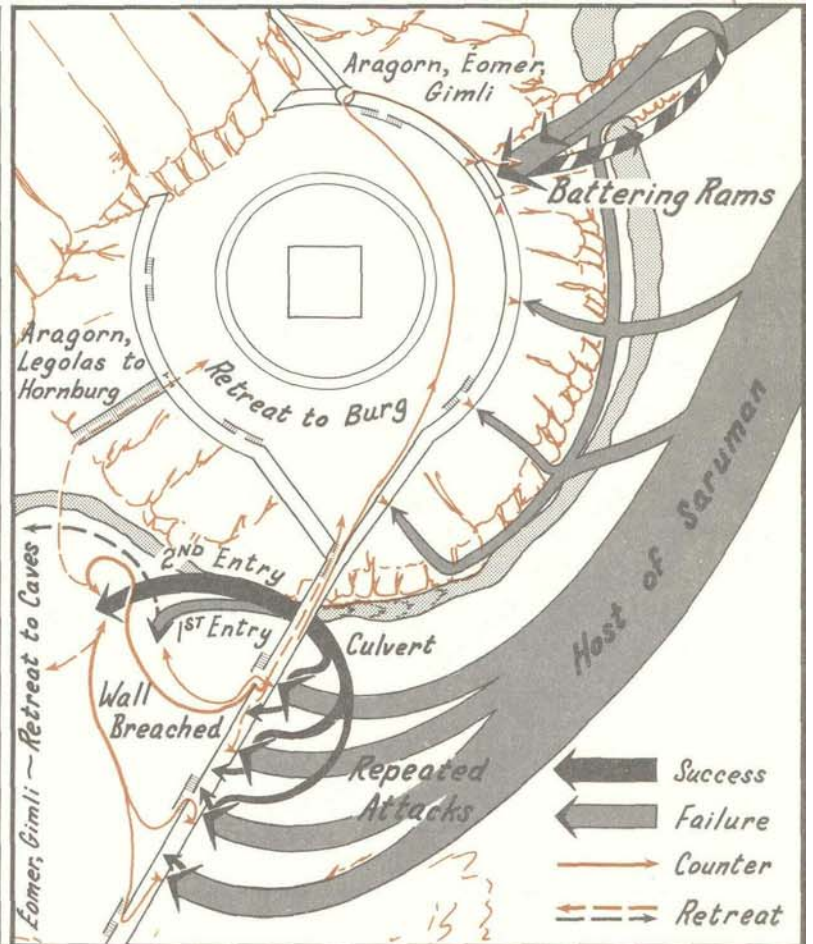 Aragorn, Eomer,
Gimli
Battering Rams
Aragorn,
Legolas to
Hornburg
Retreat to Burg
Host of Saruman
2ND Entry
1ST Entry
Culvert
Wall
Breached
Repeated
Attacks
Eomer, Gimli ~ Retreat to Caves
Success
Failure
Counter
Retreat